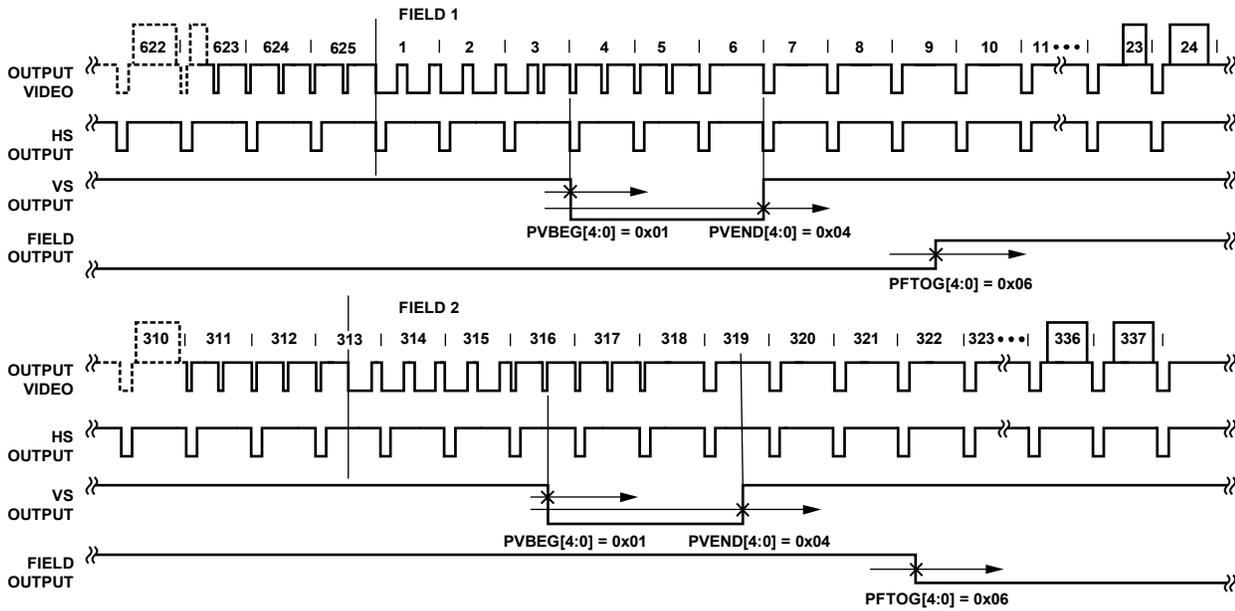 FIELD 1
622 623 624 625 1 2 3 4 5 6 7 8 9 10 11 23 24
OUTPUT
VIDEO
HS
OUTPUT
VS
OUTPUT
PVBEG[4:0] = 0x01 PVEND[4:0] = 0x04
FIELD
OUTPUT
PFTOG[4:0] = 0x06
FIELD 2
310 311 312 313 314 315 316 317 318 319 320 321 322 323 336 337
OUTPUT
VIDEO
HS
OUTPUT
VS
OUTPUT
PVBEG[4:0] = 0x01 PVEND[4:0] = 0x04
FIELD
OUTPUT
PFTOG[4:0] = 0x06